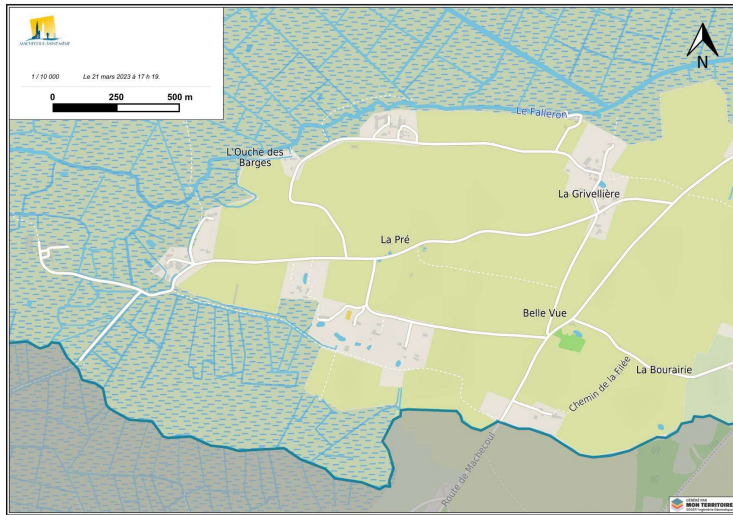 MACHECOUL-SAINT-MÊME
1 / 10 000 Le 21 mars 2023 à 17 h 19.
0 250 500 m
N
Le Falleron
L'Ouche des
Barges
La Grivellière
La Pré
Belle Vue
La Bourairie
Chemin de la Filée
Route de Machecoul
GÉNÉRÉ PAR
MON TERRITOIRE